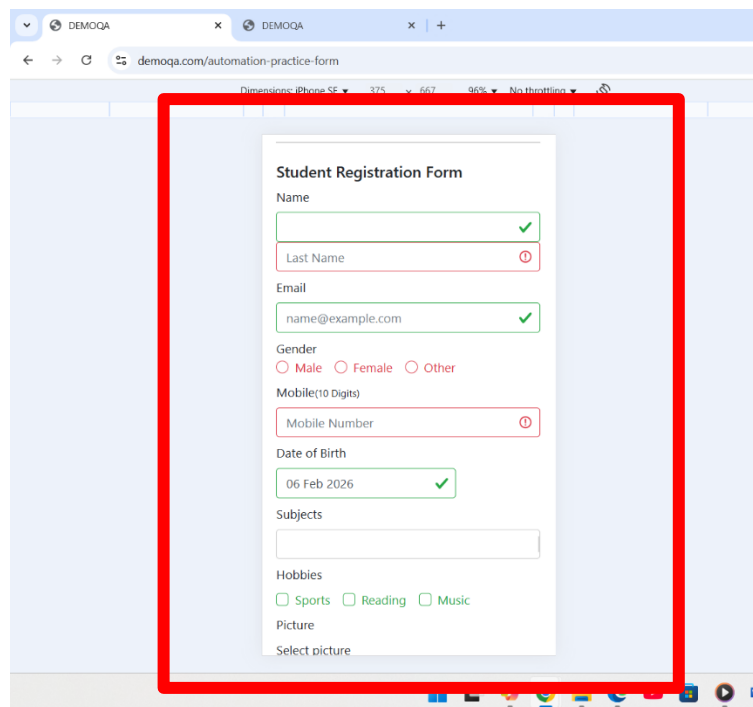 DEMOQA
DEMOQA
demoqa.com/automation-practice-form
Dimensions: iPhone SE 375 × 667 96% No throttling
Student Registration Form
Name
Last Name
Email
name@example.com
Gender
Male Female Other
Mobile(10 Digits)
Mobile Number
Date of Birth
06 Feb 2026
Subjects
Hobbies
Sports Reading Music
Picture
Select picture